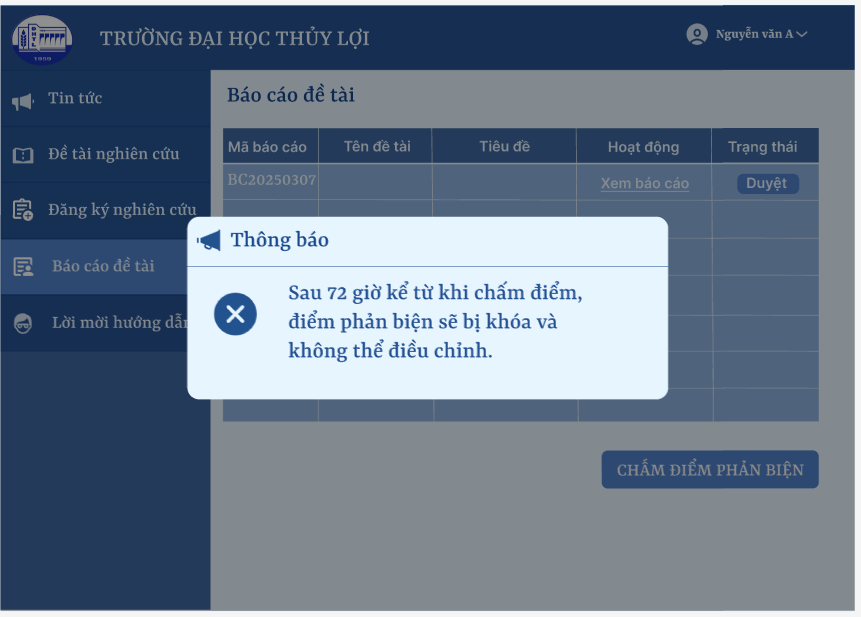 1959
TRƯỜNG ĐẠI HỌC THỦY LỢI
Nguyễn văn A
Tin tức
Đề tài nghiên cứu
Đăng ký nghiên cứu
Báo cáo đề tài
Lời mời hướng dẫn
Báo cáo đề tài
Mã báo cáo Tên đề tài Tiêu đề Hoạt động Trạng thái
BC20250307 Xem báo cáo Duyệt
Thông báo
Sau 72 giờ kể từ khi chấm điểm,
điểm phản biện sẽ bị khóa và
không thể điều chỉnh.
CHẤM ĐIỂM PHẢN BIỆN